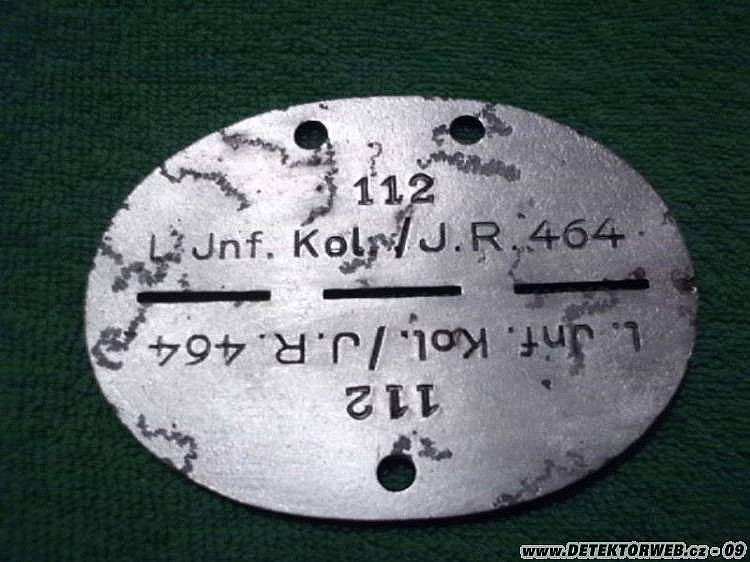 112
L. Jnf. Kol. / J.R. 464
L. Jnf. Kol. / J.R. 464
112
www.DETEKTORWEB.cz - 09